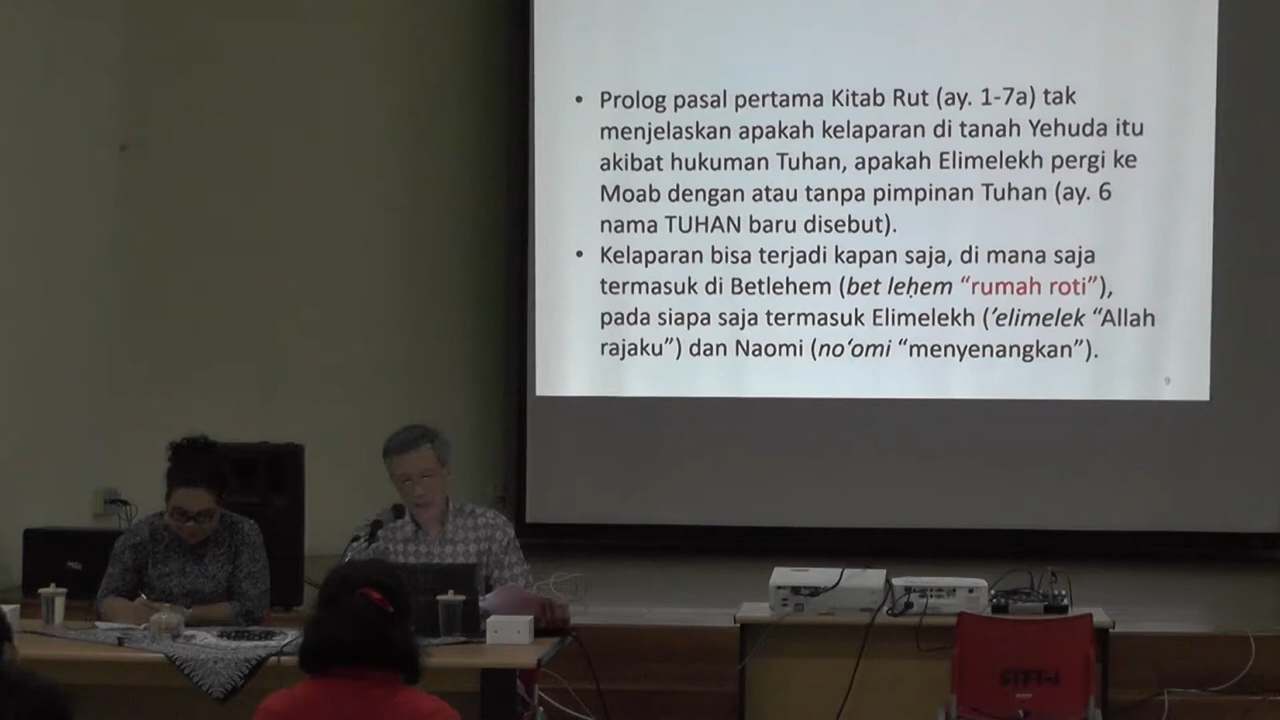 • Prolog pasal pertama Kitab Rut (ay. 1-7a) tak
menjelaskan apakah kelaparan di tanah Yehuda itu
akibat hukuman Tuhan, apakah Elimelekh pergi ke
Moab dengan atau tanpa pimpinan Tuhan (ay. 6
nama TUHAN baru disebut).
• Kelaparan bisa terjadi kapan saja, di mana saja
termasuk di Betlehem (bet leḥem “rumah roti”),
pada siapa saja termasuk Elimelekh (’elimelek “Allah
rajaku”) dan Naomi (no‘omi “menyenangkan”).
9